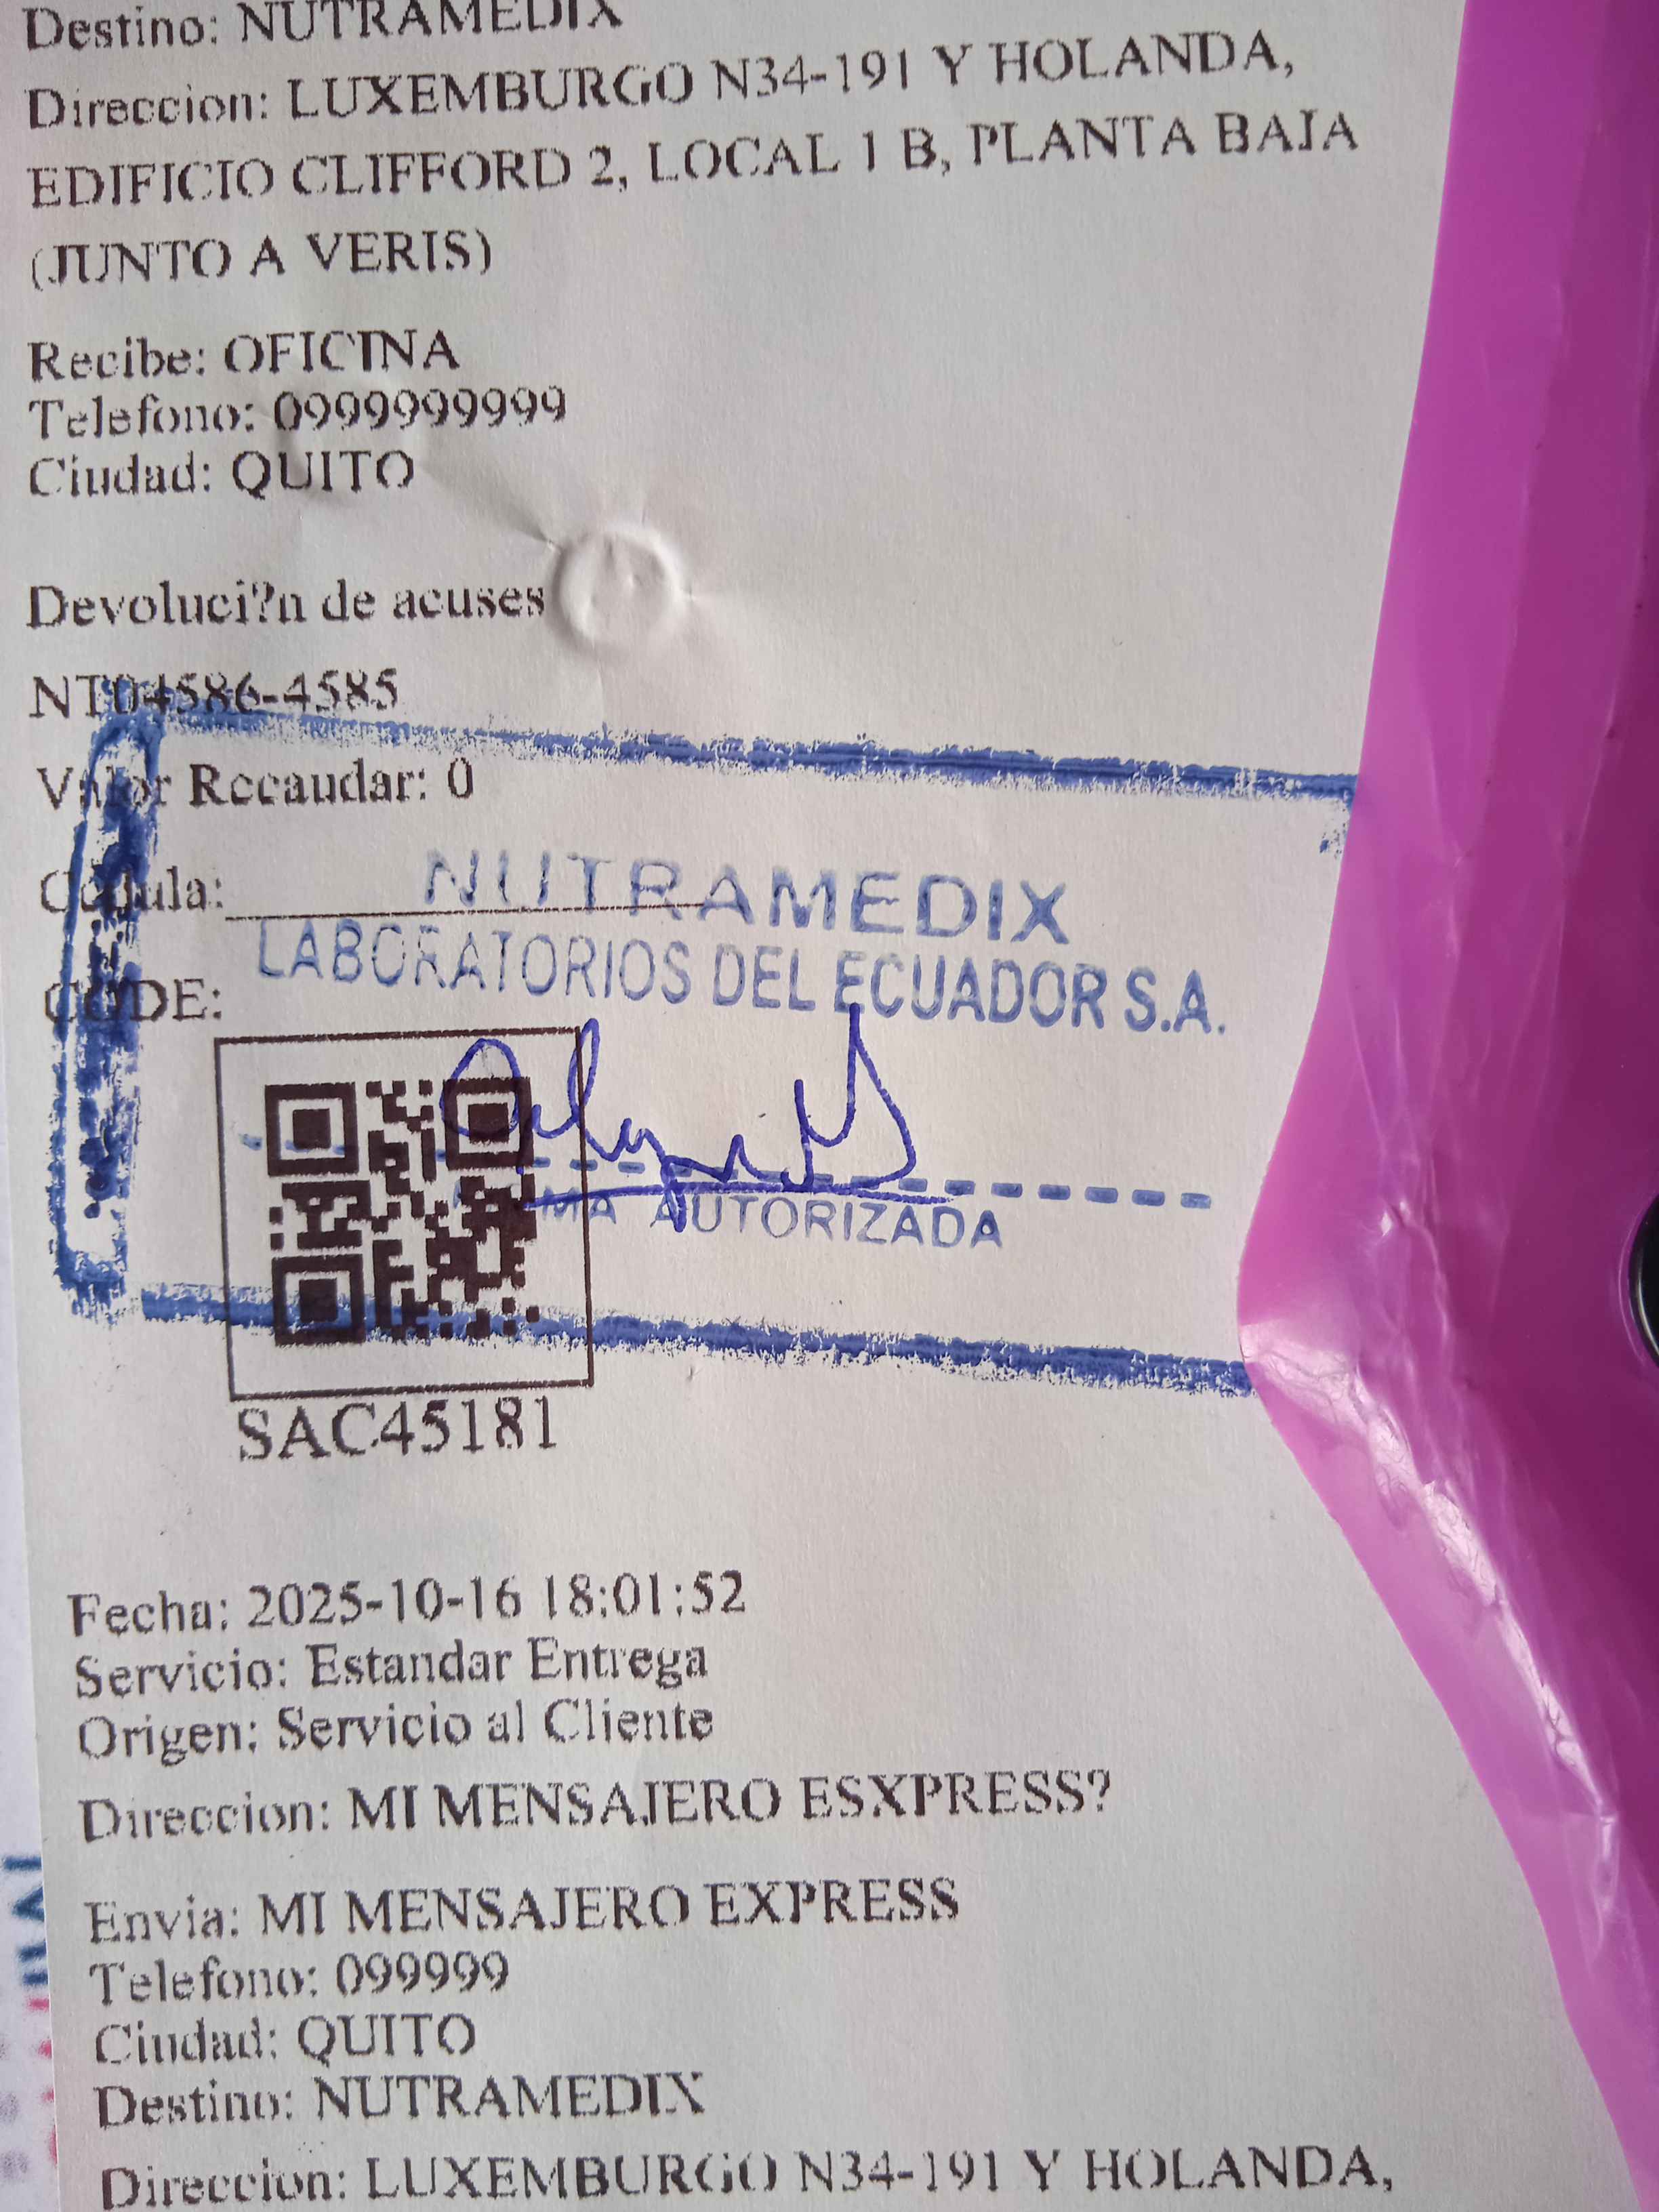 Destino: NUTRAMEDIX
Direccion: LUXEMBURGO N34-191 Y HOLANDA,
EDIFICIO CLIFFORD 2, LOCAL 1 B, PLANTA BAJA
(JUNTO A VERIS)
Recibe: OFICINA
Telefono: 0999999999
Ciudad: QUITO
Devoluci?n de acuses
NT04586-4585
Valor Recaudar: 0
Cedula:
NUTRAMEDIX
LABORATORIOS DEL ECUADOR S.A.
CODE:
AUTORIZADA
SAC45181
Fecha: 2025-10-16 18:01:52
Servicio: Estandar Entrega
Origen: Servicio al Cliente
Direccion: MI MENSAJERO ESXPRESS?
Envia: MI MENSAJERO EXPRESS
Telefono: 099999
Ciudad: QUITO
Destino: NUTRAMEDIX
Direccion: LUXEMBURGO N34-191 Y HOLANDA,